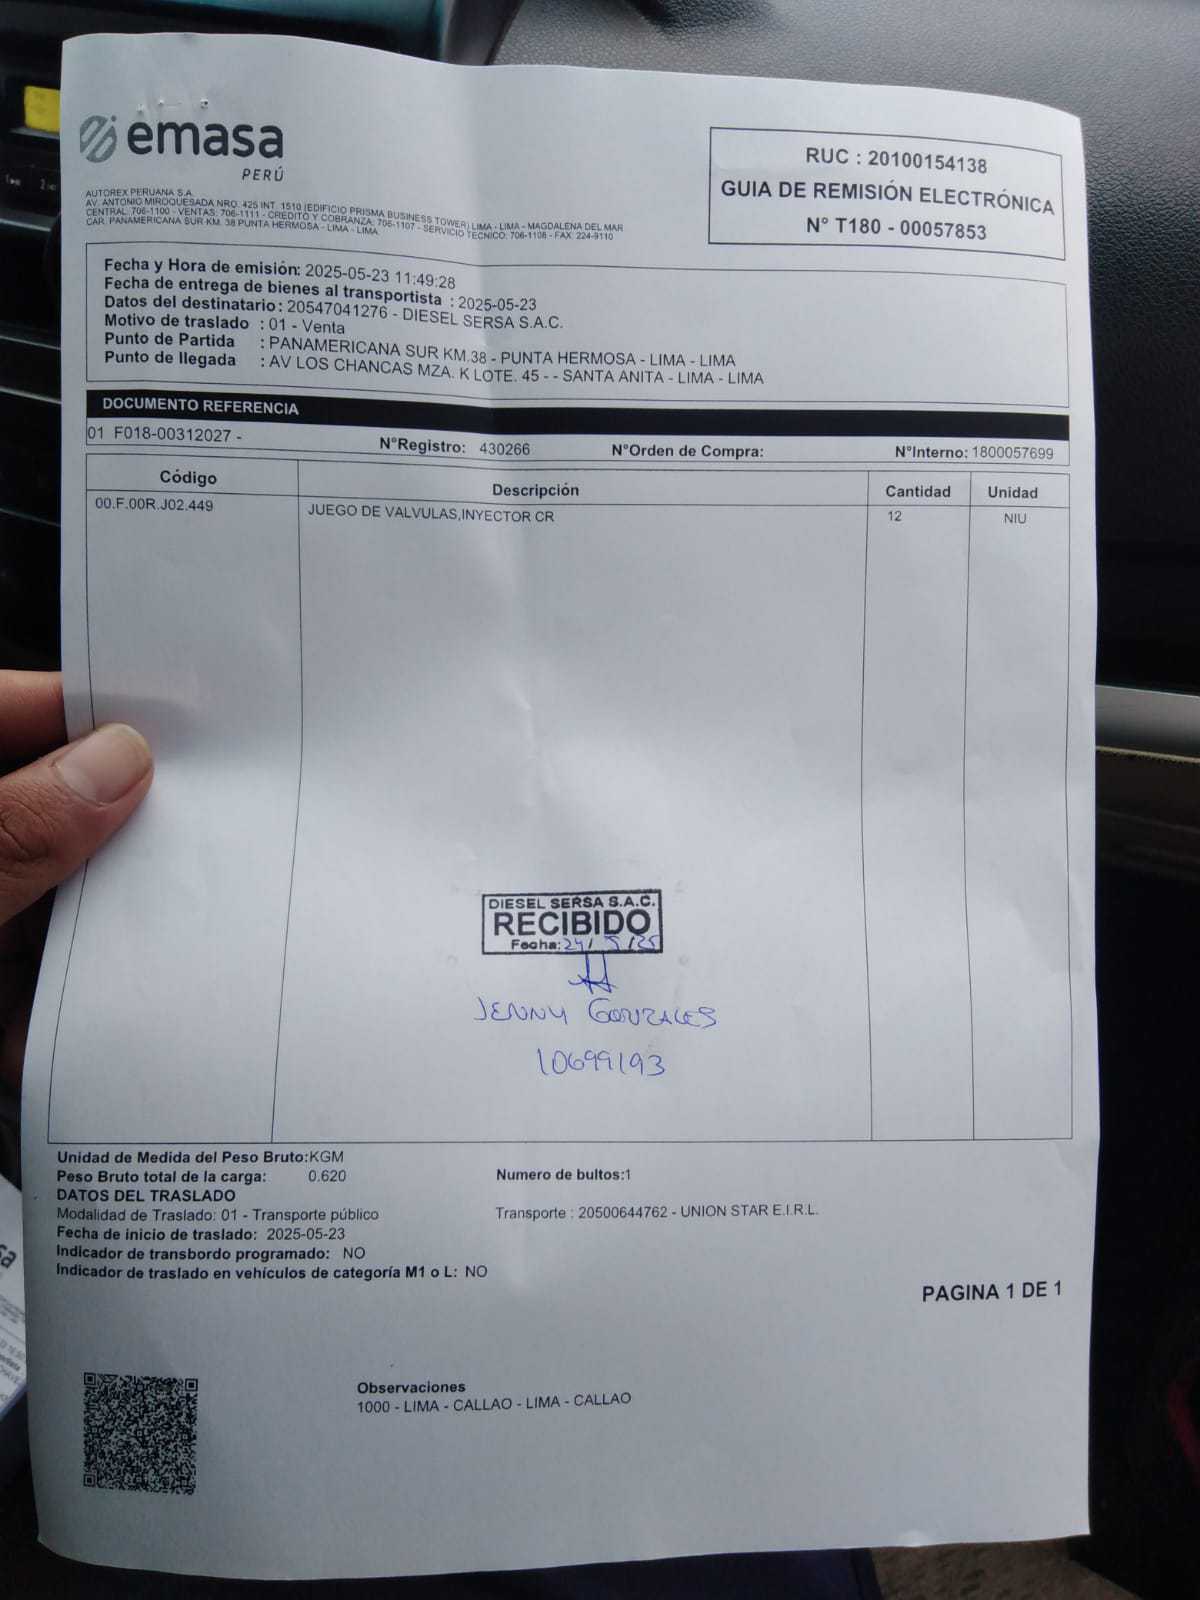 emasa
PERÚ
AUTOREX PERUANA S.A.
AV. ANTONIO MIROQUESADA NRO. 425 INT. 1510 (EDIFICIO PRISMA BUSINESS TOWER) LIMA - LIMA - MAGDALENA DEL MAR
CENTRAL: 706-1100 - VENTAS: 706-1111 - CREDITO Y COBRANZA: 706-1107 - SERVICIO TECNICO: 706-1108 - FAX: 224-9110
CAR. PANAMERICANA SUR KM. 38 PUNTA HERMOSA - LIMA - LIMA
RUC : 20100154138
GUIA DE REMISIÓN ELECTRÓNICA
N° T180 - 00057853
Fecha y Hora de emisión: 2025-05-23 11:49:28
Fecha de entrega de bienes al transportista : 2025-05-23
Datos del destinatario : 20547041276 - DIESEL SERSA S.A.C.
Motivo de traslado : 01 - Venta
Punto de Partida : PANAMERICANA SUR KM.38 - PUNTA HERMOSA - LIMA - LIMA
Punto de llegada : AV LOS CHANCAS MZA. K LOTE. 45 - - SANTA ANITA - LIMA - LIMA
DOCUMENTO REFERENCIA
01 F018-00312027 - N°Registro: 430266 N°Orden de Compra: N°Interno: 1800057699
Código Descripción Cantidad Unidad
00.F.00R.J02.449 JUEGO DE VALVULAS,INYECTOR CR 12 NIU
DIESEL SERSA S.A.C.
RECIBIDO
Fecha: 24/ 5 /25
JENNY GONZALES
10699193
Unidad de Medida del Peso Bruto:KGM
Peso Bruto total de la carga: 0.620 Numero de bultos:1
DATOS DEL TRASLADO
Modalidad de Traslado: 01 - Transporte público Transporte : 20500644762 - UNION STAR E.I.R.L.
Fecha de inicio de traslado: 2025-05-23
Indicador de transbordo programado: NO
Indicador de traslado en vehículos de categoría M1 o L: NO
PAGINA 1 DE 1
Observaciones
1000 - LIMA - CALLAO - LIMA - CALLAO